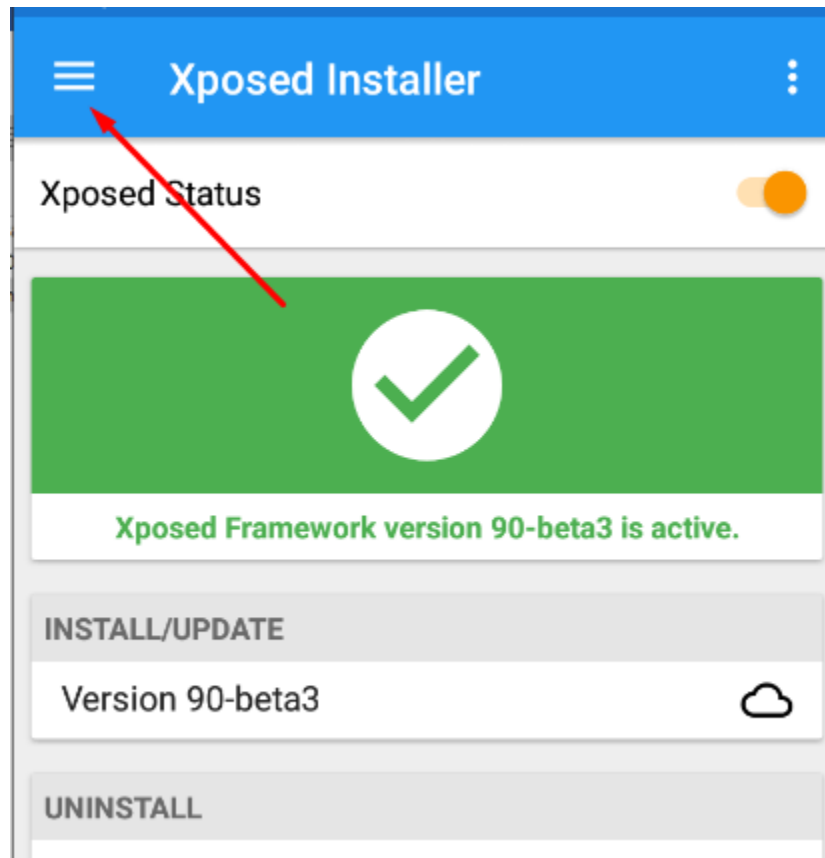 Xposed Installer
Xposed Status
Xposed Framework version 90-beta3 is active.
INSTALL/UPDATE
Version 90-beta3
UNINSTALL